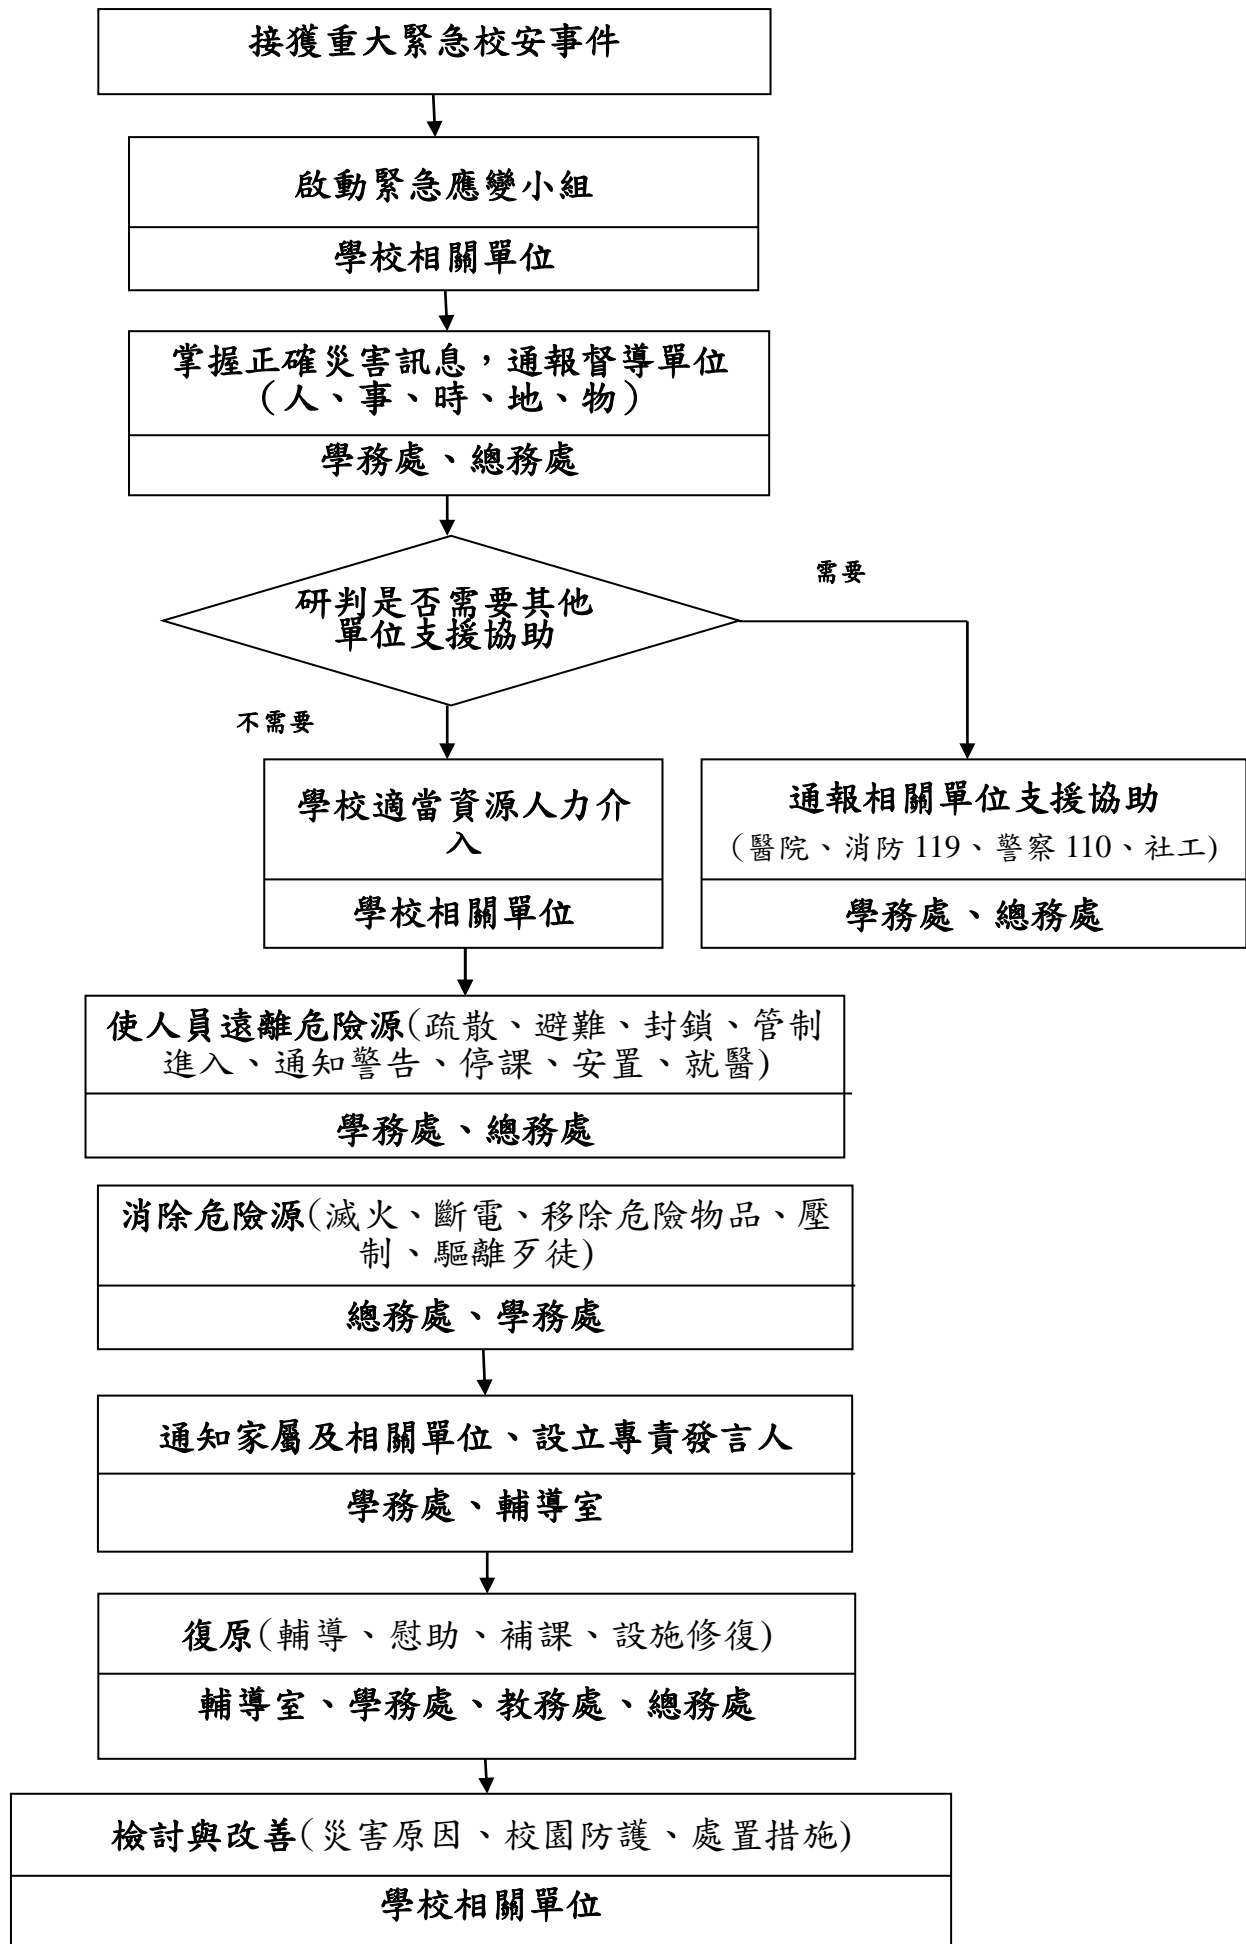 接獲重大緊急校安事件
啟動緊急應變小組
學校相關單位
掌握正確災害訊息，通報督導單位
（人、事、時、地、物）
學務處、總務處
研判是否需要其他
單位支援協助
需要
不需要
學校適當資源人力介
入
學校相關單位
通報相關單位支援協助
（醫院、消防 119、警察 110、社工)
學務處、總務處
使人員遠離危險源(疏散、避難、封鎖、管制
進入、通知警告、停課、安置、就醫)
學務處、總務處
消除危險源(滅火、斷電、移除危險物品、壓
制、驅離歹徒)
總務處、學務處
通知家屬及相關單位、設立專責發言人
學務處、輔導室
復原(輔導、慰助、補課、設施修復)
輔導室、學務處、教務處、總務處
檢討與改善(災害原因、校園防護、處置措施)
學校相關單位